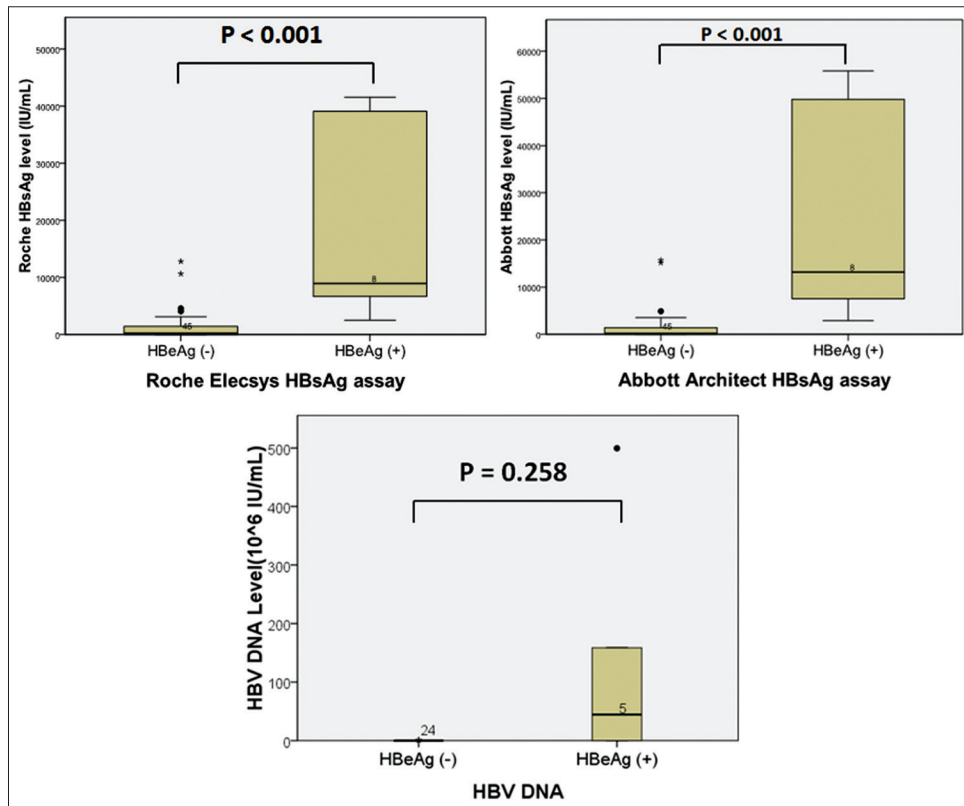 P < 0.001
Roche HBsAg level (IU/mL)
50000
40000
30000
20000
10000
0
45
8
HBeAg (-)
HBeAg (+)
Roche Elecsys HBsAg assay
P < 0.001
Abbott HBsAg level (IU/mL)
60000
50000
40000
30000
20000
10000
0
45
8
HBeAg (-)
HBeAg (+)
Abbott Architect HBsAg assay
P = 0.258
HBV DNA Level(10^6 IU/mL)
500
400
300
200
100
0
24
5
HBeAg (-)
HBeAg (+)
HBV DNA